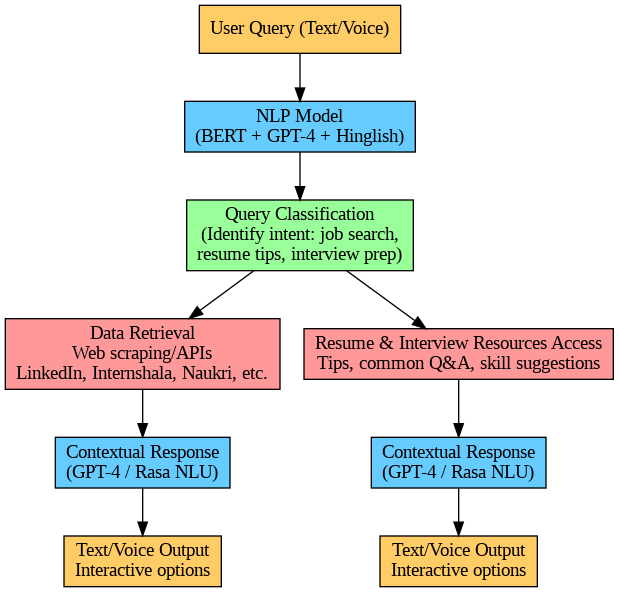 User Query (Text/Voice)
NLP Model
(BERT + GPT-4 + Hinglish)
Query Classification
(Identify intent: job search,
resume tips, interview prep)
Data Retrieval
Web scraping/APIs
LinkedIn, Internshala, Naukri, etc.
Resume & Interview Resources Access
Tips, common Q&A, skill suggestions
Contextual Response
(GPT-4 / Rasa NLU)
Contextual Response
(GPT-4 / Rasa NLU)
Text/Voice Output
Interactive options
Text/Voice Output
Interactive options